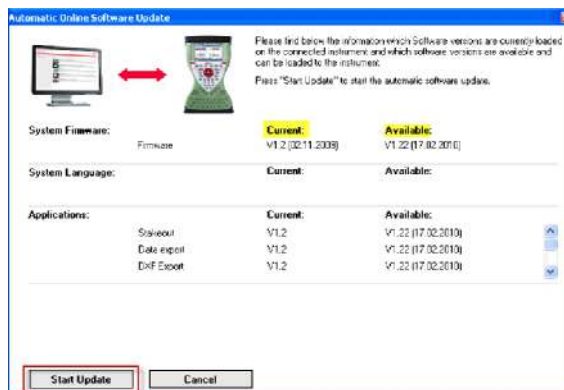 Automatic Online Software Update
Please find below the information which Software versions are currently loaded
on the connected instrument and which software versions are available and
can be loaded to the instrument.
Press "Start Update" to start the automatic software update.
System Firmware: Current: Available:
Firmware V1.2 (02.11.2009) V1.22 (17.02.2010)
System Language: Current: Available:
Applications: Current: Available:
Stakeout V1.2 V1.22 (17.02.2010)
Data export V1.2 V1.22 (17.02.2010)
DXF Export V1.2 V1.22 (17.02.2010)
Start Update Cancel